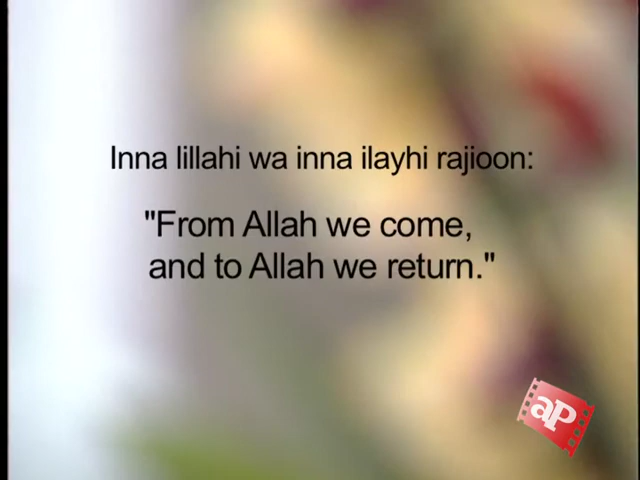 Inna lillahi wa inna ilayhi rajioon:
"From Allah we come,
and to Allah we return."
aP